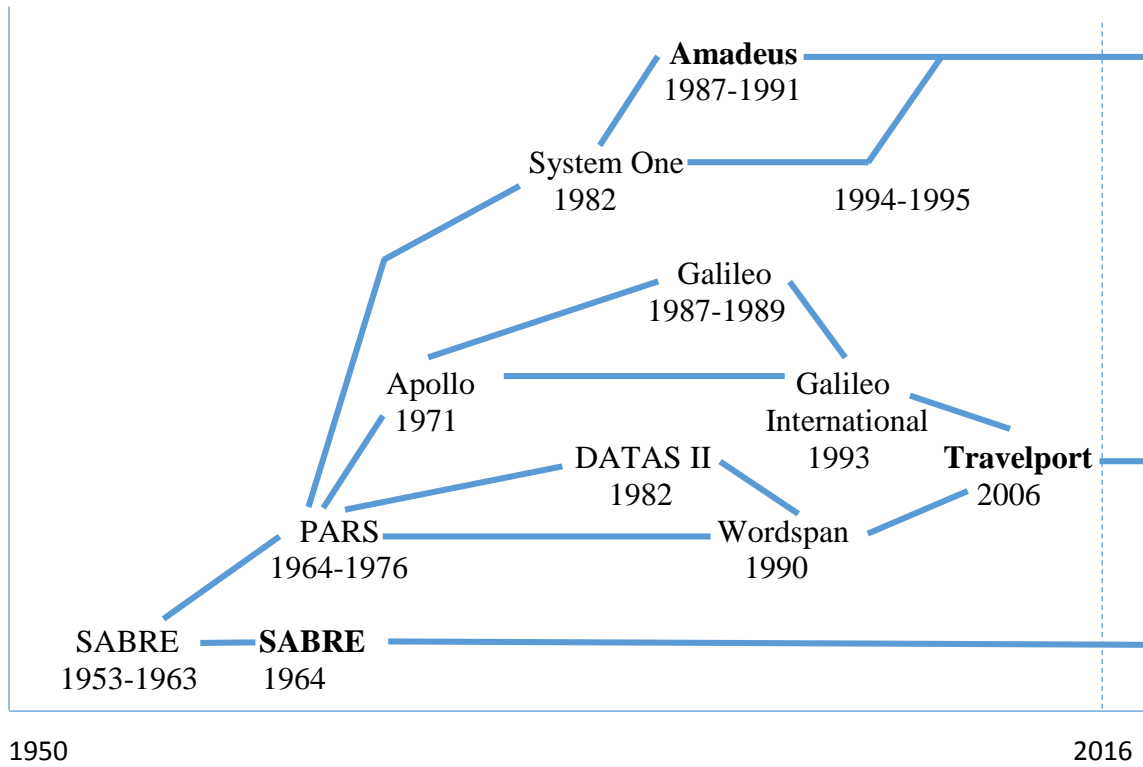 Amadeus
1987-1991
System One
1982
1994-1995
Galileo
1987-1989
Apollo
1971
Galileo
International
1993
DATAS II
1982
Travelport
2006
PARS
1964-1976
Wordspan
1990
SABRE
1953-1963
SABRE
1964
1950
2016